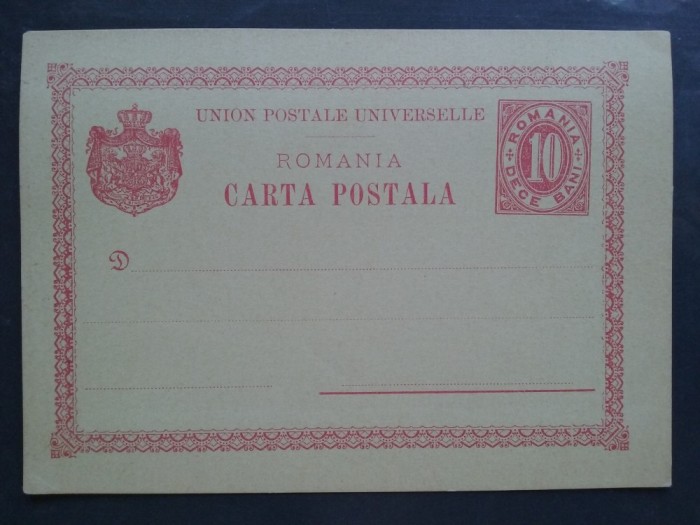 UNION POSTALE UNIVERSELLE
ROMANIA
CARTA POSTALA
ROMANIA
10
DECE BANI
D